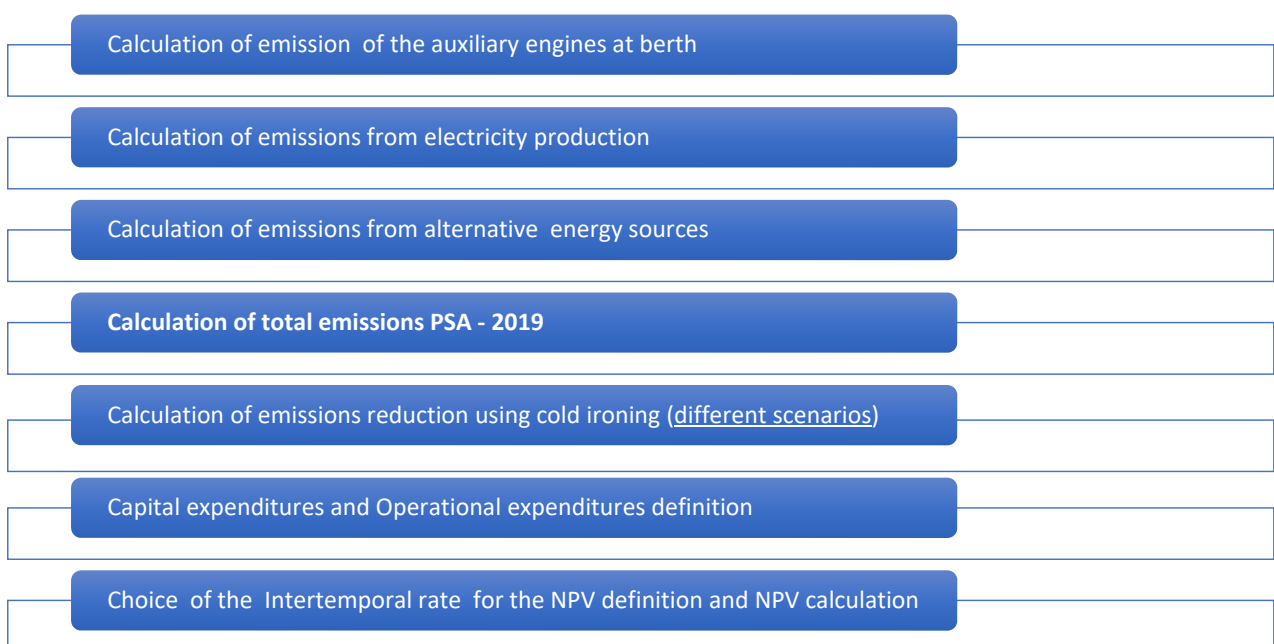 Calculation of emission of the auxiliary engines at berth
Calculation of emissions from electricity production
Calculation of emissions from alternative energy sources
Calculation of total emissions PSA - 2019
Calculation of emissions reduction using cold ironing (different scenarios)
Capital expenditures and Operational expenditures definition
Choice of the Intertemporal rate for the NPV definition and NPV calculation